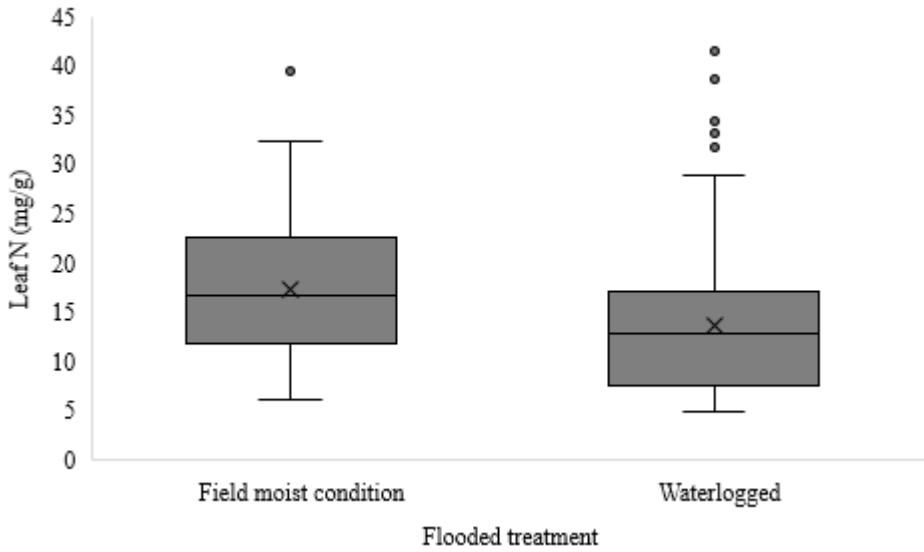 45
40
35
30
25
20
15
10
5
0
Leaf N (mg/g)
Field moist condition
Waterlogged
Flooded treatment